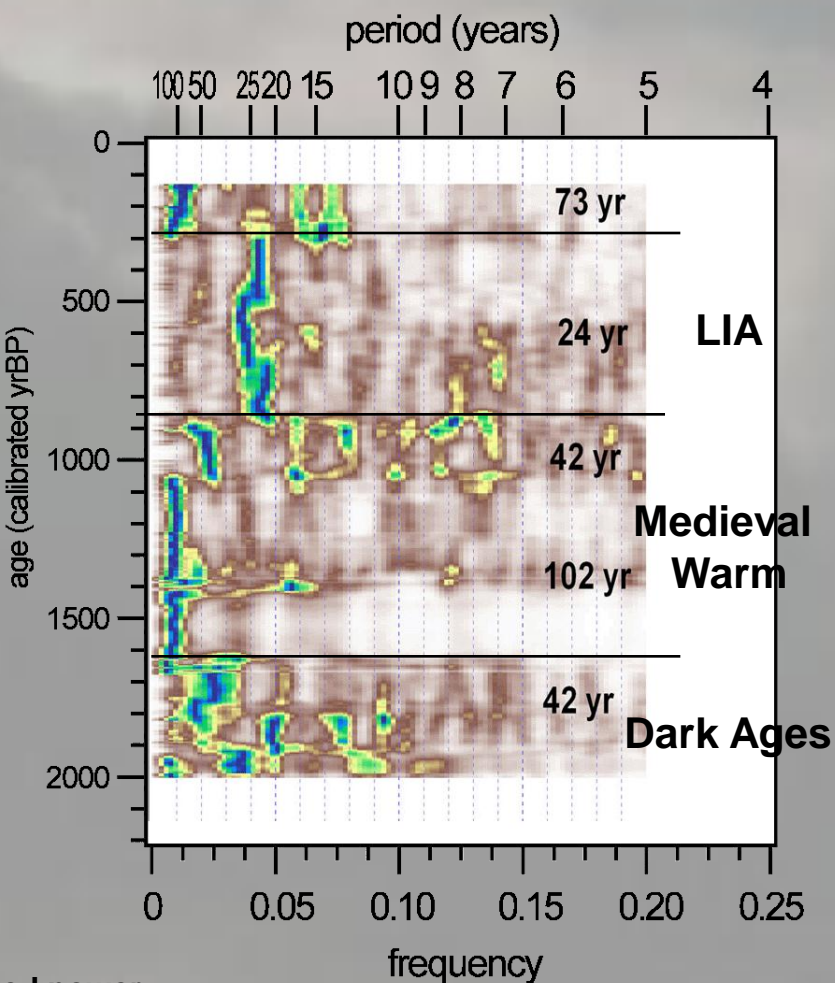 period (years)
100 50 25 20 15 10 9 8 7 6 5 4
0
73 yr
500
24 yr
LIA
1000
42 yr
Medieval
Warm
102 yr
1500
42 yr
Dark Ages
2000
age (calibrated yrBP)
0 0.05 0.10 0.15 0.20 0.25
frequency